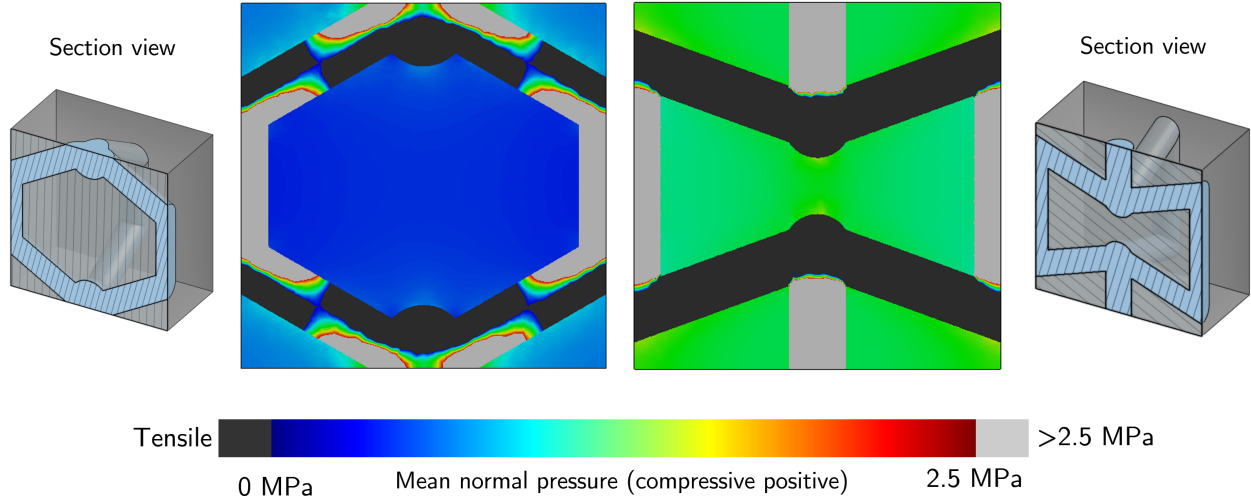 Section view
Section view
Tensile
>2.5 MPa
0 MPa
Mean normal pressure (compressive positive)
2.5 MPa